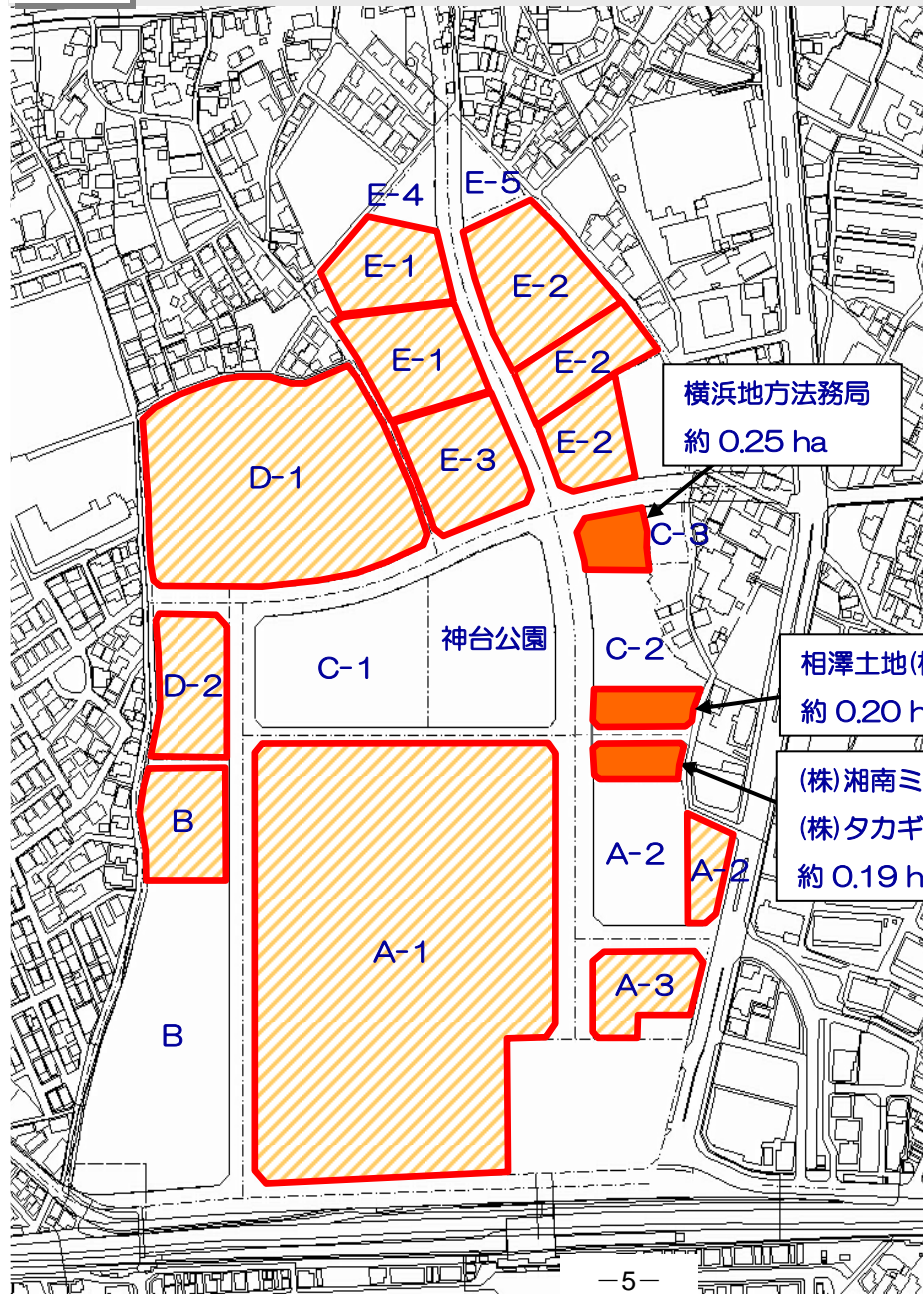 E-4
E-5
E-1
E-2
E-1
E-2
横浜地方法務局
約 0.25 ha
E-3
E-2
D-1
C-3
神台公園
C-1
C-2
相澤土地(
約 0.20 h
D-2
(株)湘南ミ
(株)タカギ
約 0.19 h
B
A-2
A-2
A-1
A-3
B
-5-